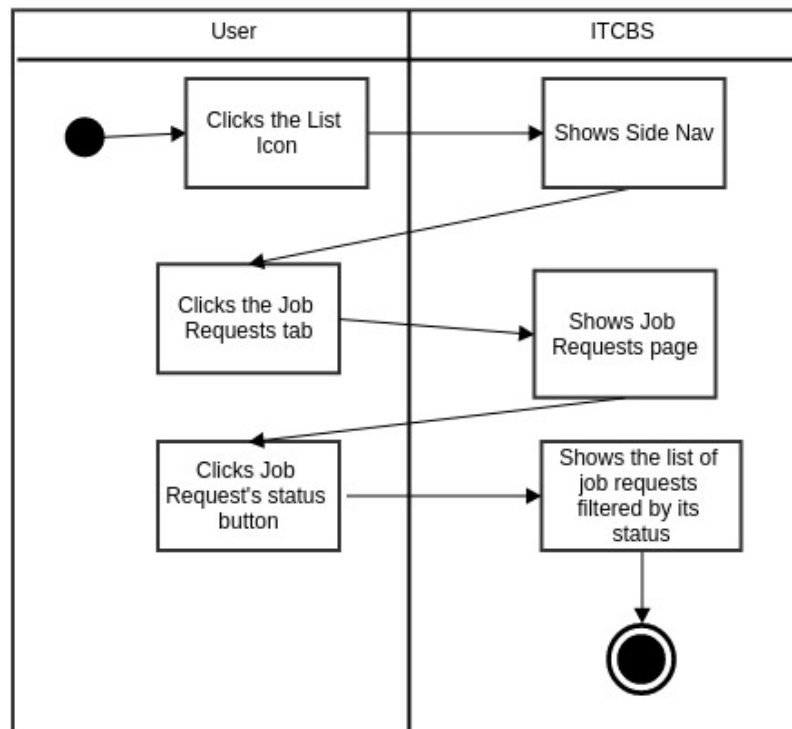 User
ITCBS
Clicks the List
Icon
Shows Side Nav
Clicks the Job
Requests tab
Shows Job
Requests page
Clicks Job
Request's status
button
Shows the list of
job requests
filtered by its
status